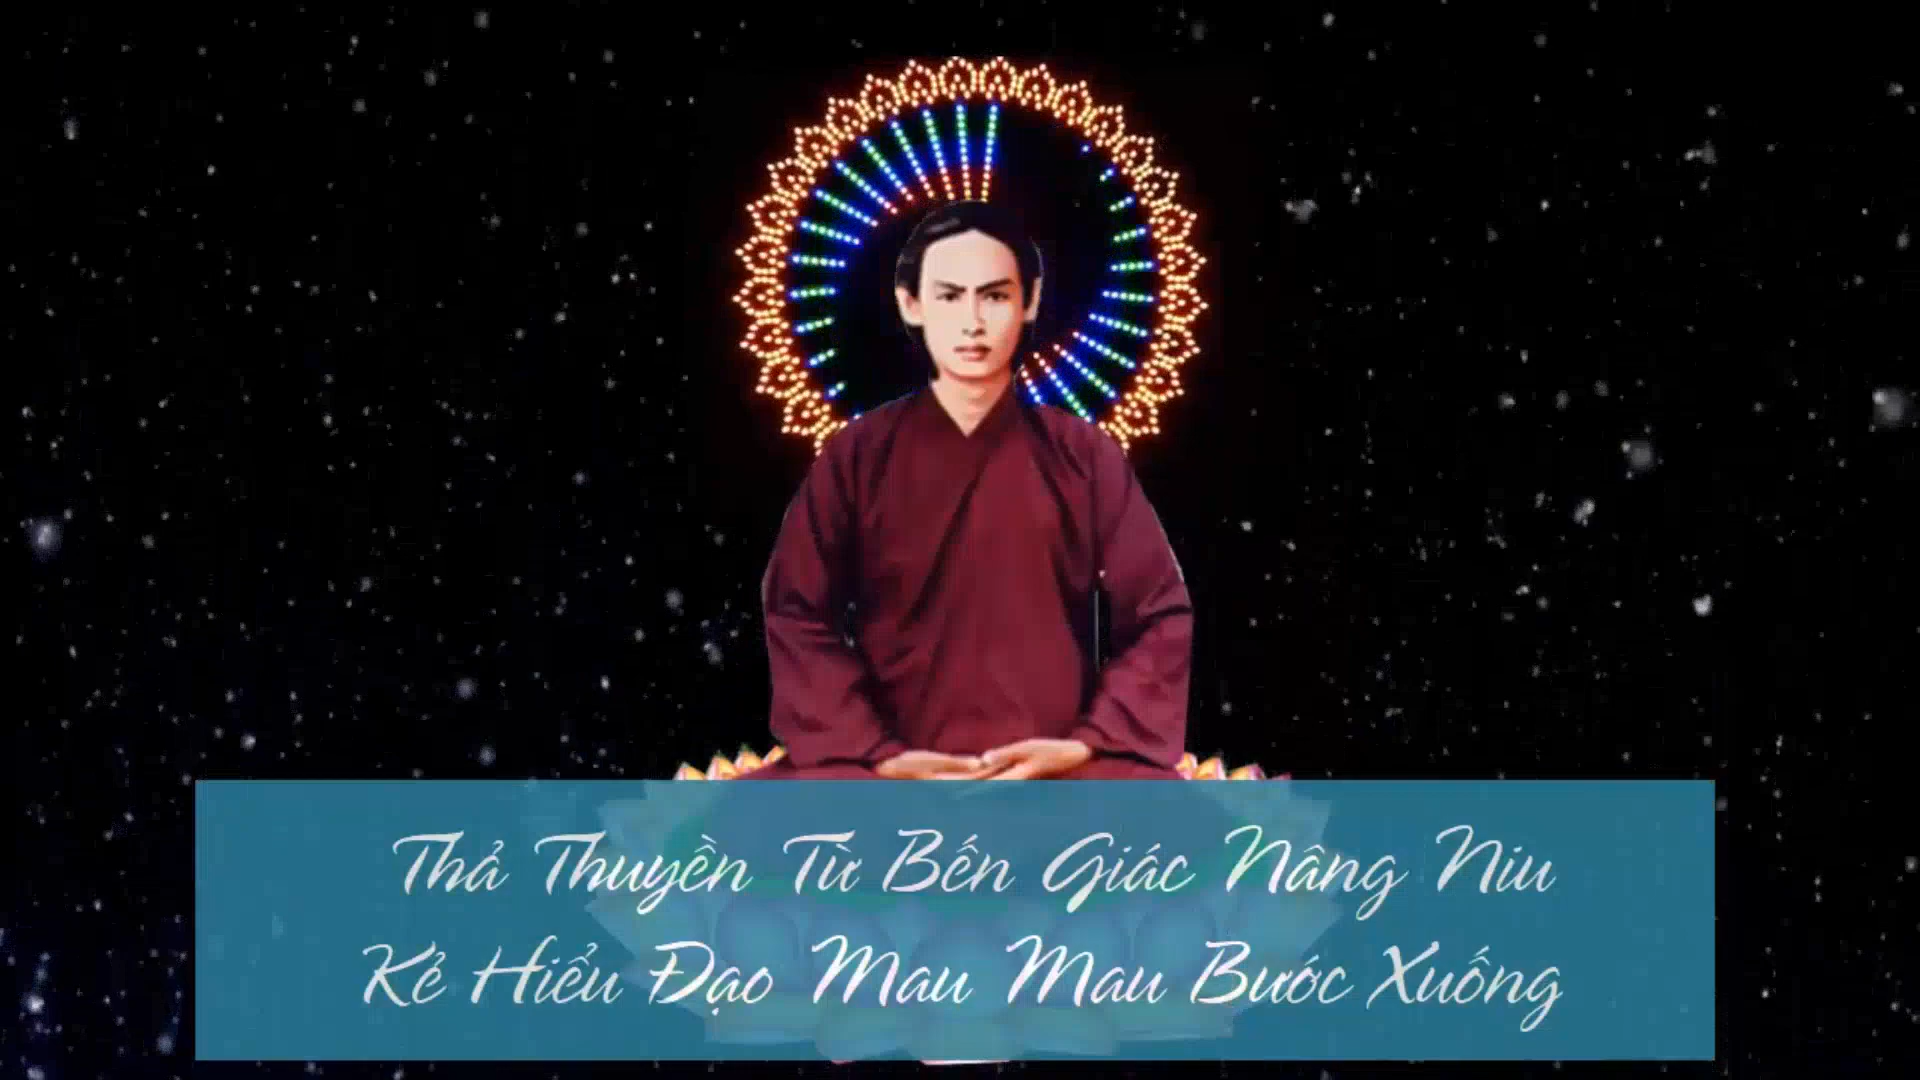 Thả Thuyền Từ Bến Giác Nâng Niu
Kẻ Hiểu Đạo Mau Mau Bước Xuống